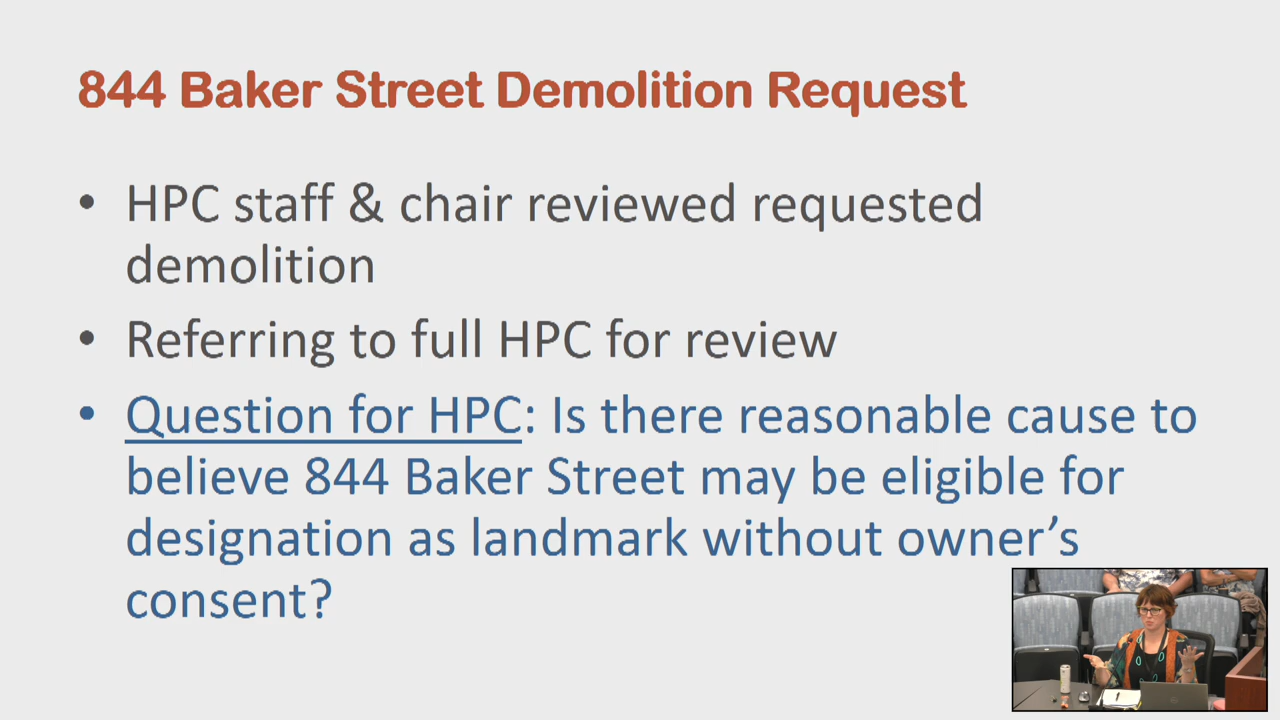 844 Baker Street Demolition Request
• HPC staff & chair reviewed requested
demolition
• Referring to full HPC for review
• Question for HPC: Is there reasonable cause to
believe 844 Baker Street may be eligible for
designation as landmark without owner’s
consent?